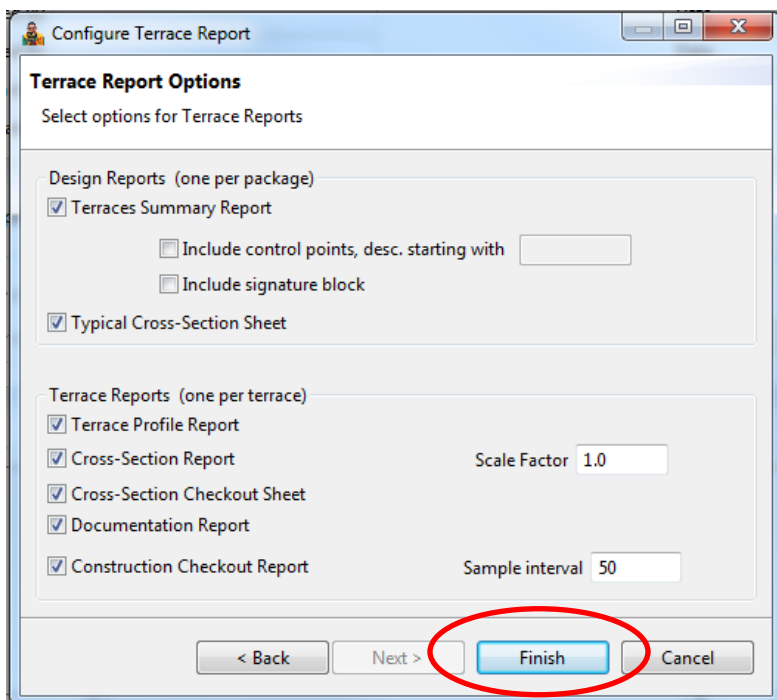 Configure Terrace Report
Terrace Report Options
Select options for Terrace Reports
Design Reports (one per package)
Terraces Summary Report
Include control points, desc. starting with
Include signature block
Typical Cross-Section Sheet
Terrace Reports (one per terrace)
Terrace Profile Report
Cross-Section Report Scale Factor 1.0
Cross-Section Checkout Sheet
Documentation Report
Construction Checkout Report Sample interval 50
< Back Next > Finish Cancel